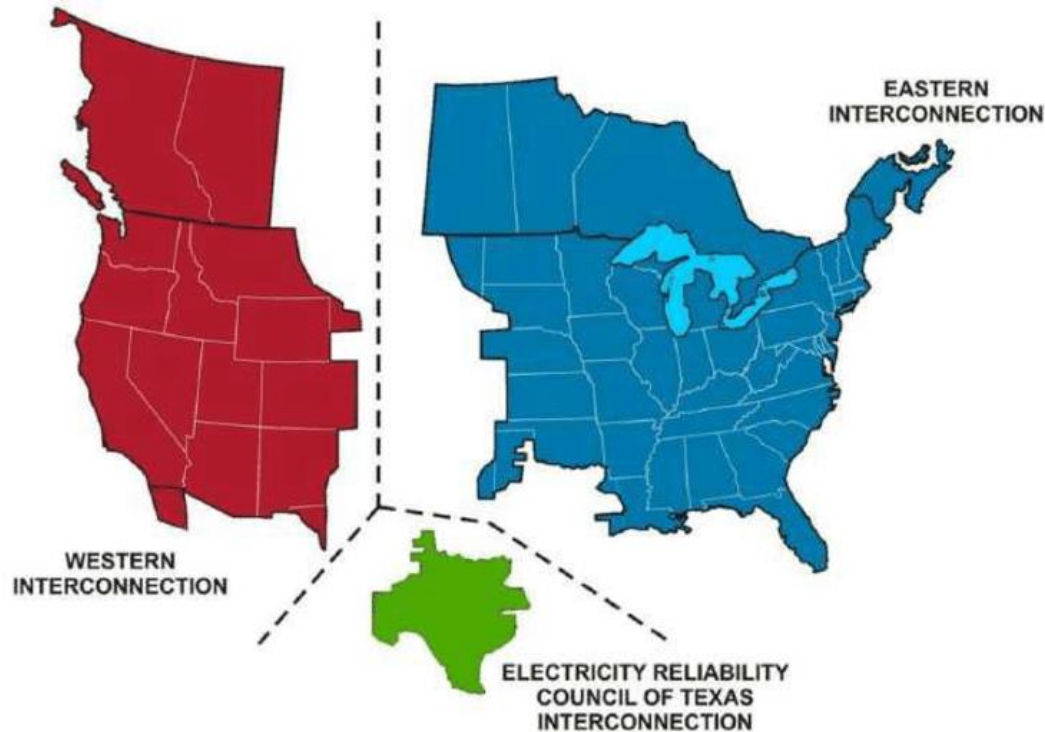 EASTERN
INTERCONNECTION
WESTERN
INTERCONNECTION
ELECTRICITY RELIABILITY
COUNCIL OF TEXAS
INTERCONNECTION